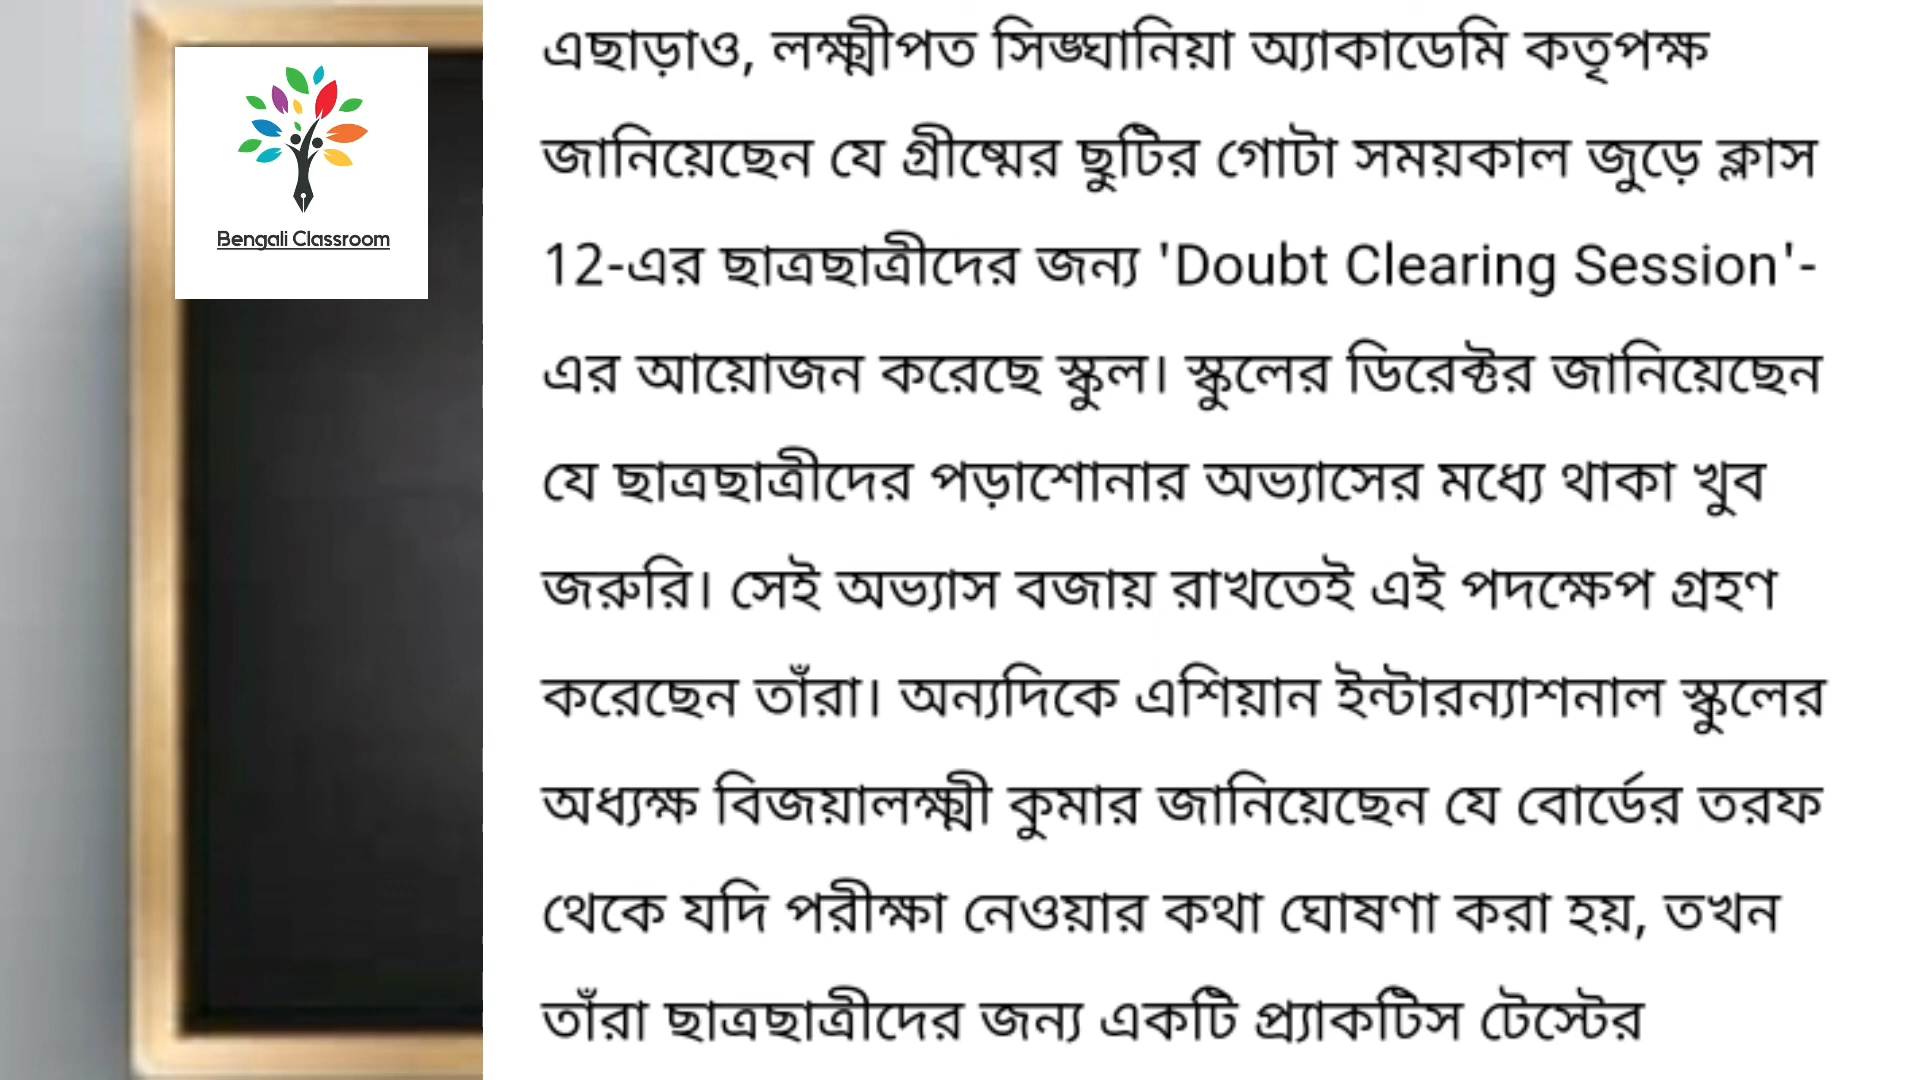 Bengali Classroom
এছাড়াও, লক্ষ্মীপত সিঙ্ঘানিয়া অ্যাকাডেমি কতৃপক্ষ
জানিয়েছেন যে গ্রীষ্মের ছুটির গোটা সময়কাল জুড়ে ক্লাস
12-এর ছাত্রছাত্রীদের জন্য 'Doubt Clearing Session'-
এর আয়োজন করেছে স্কুল। স্কুলের ডিরেক্টর জানিয়েছেন
যে ছাত্রছাত্রীদের পড়াশোনার অভ্যাসের মধ্যে থাকা খুব
জরুরি। সেই অভ্যাস বজায় রাখতেই এই পদক্ষেপ গ্রহণ
করেছেন তাঁরা। অন্যদিকে এশিয়ান ইন্টারন্যাশনাল স্কুলের
অধ্যক্ষ বিজয়ালক্ষ্মী কুমার জানিয়েছেন যে বোর্ডের তরফ
থেকে যদি পরীক্ষা নেওয়ার কথা ঘোষণা করা হয়, তখন
তাঁরা ছাত্রছাত্রীদের জন্য একটি প্র্যাকটিস টেস্টের